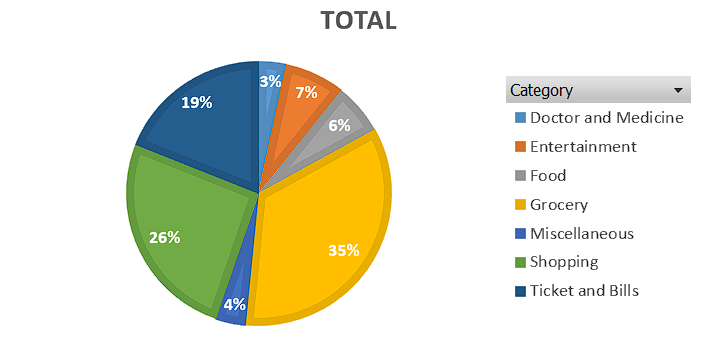 TOTAL
3%
7%
6%
19%
35%
26%
4%
Category
Doctor and Medicine
Entertainment
Food
Grocery
Miscellaneous
Shopping
Ticket and Bills